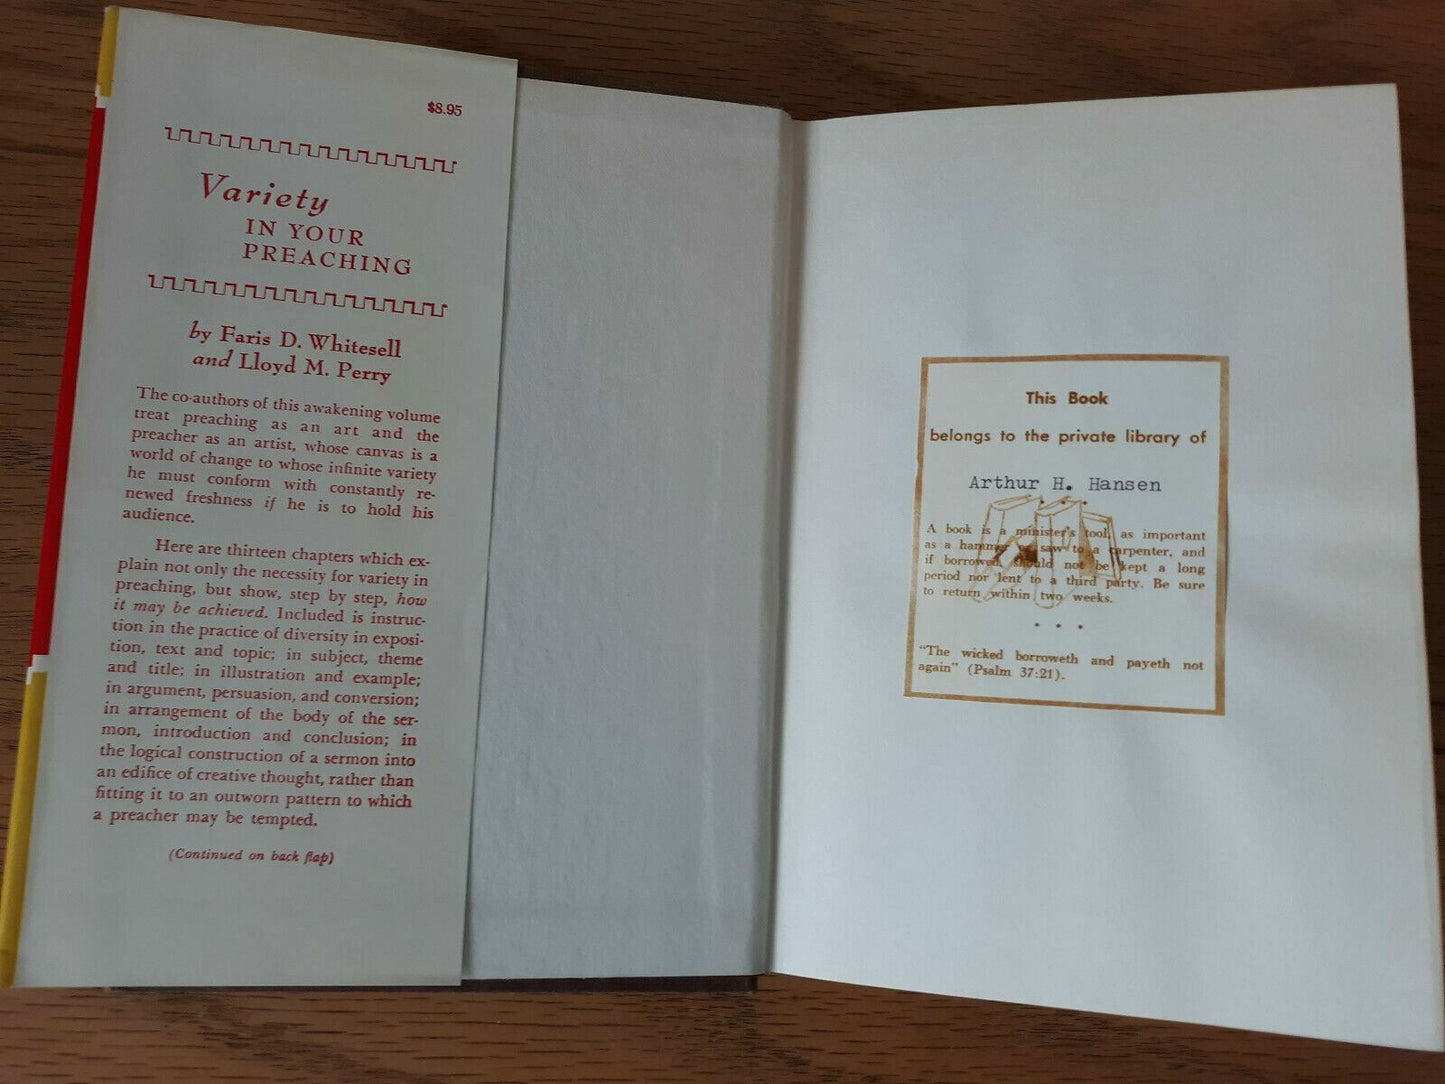 $8.95
Variety
IN YOUR
PREACHING
by Faris D. Whitesell
and Lloyd M. Perry
The co-authors of this awakening volume
treat preaching as an art and the
preacher as an artist, whose canvas is a
world of change to whose infinite variety
he must conform with constantly re-
newed freshness if he is to hold his
audience.
Here are thirteen chapters which ex-
plain not only the necessity for variety in
preaching, but show, step by step, how
it may be achieved. Included is instruc-
tion in the practice of diversity in exposi-
tion, text and topic; in subject, theme
and title; in illustration and example;
in argument, persuasion, and conversion;
in arrangement of the body of the ser-
mon, introduction and conclusion; in
the logical construction of a sermon into
an edifice of creative thought, rather than
fitting it to an outworn pattern to which
a preacher may be tempted.
(Continued on back flap)
This Book
belongs to the private library of
Arthur H. Hansen
A book is a minister's tool, as important
as a hammer or saw to a carpenter, and
if borrowed, should not be kept a long
period nor lent to a third party. Be sure
to return within two weeks.
• • •
"The wicked borroweth and payeth not
again" (Psalm 37:21).